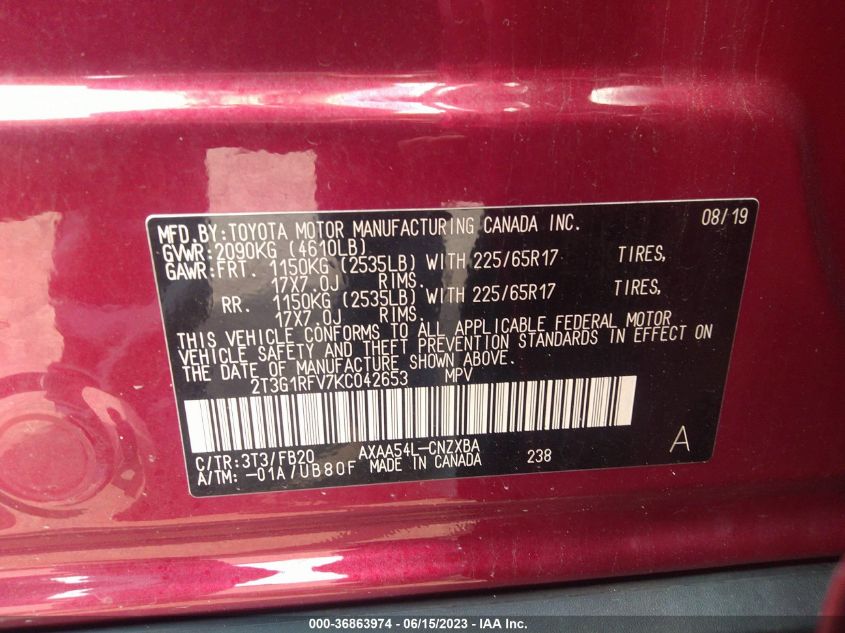 MFD.BY:TOYOTA MOTOR MANUFACTURING CANADA INC. 08/19
GVWR:2090KG (4610LB)
GAWR:FRT. 1150KG (2535LB) WITH 225/65R17 TIRES,
17X7.0J RIMS.
RR. 1150KG (2535LB) WITH 225/65R17 TIRES,
17X7.0J RIMS.
THIS VEHICLE CONFORMS TO ALL APPLICABLE FEDERAL MOTOR
VEHICLE SAFETY AND THEFT PREVENTION STANDARDS IN EFFECT ON
THE DATE OF MANUFACTURE SHOWN ABOVE.
2T3G1RFV7KC042653 MPV
A
C/TR:3T3/FB20 AXAA54L-CNZXBA 238
A/TM: -01A/UB80F MADE IN CANADA
000-36863974 - 06/15/2023 - © IAA Inc.